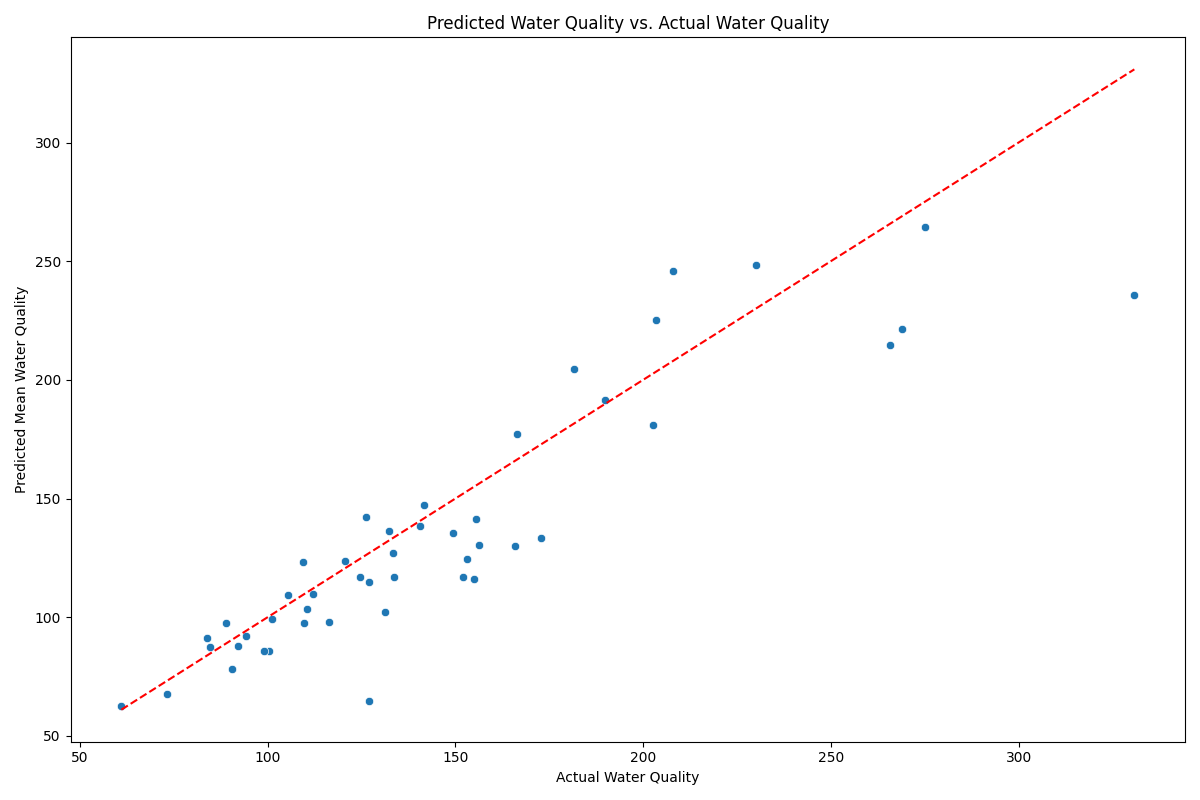 Predicted Water Quality vs. Actual Water Quality
Predicted Mean Water Quality
300
250
200
150
100
50
50 100 150 200 250 300
Actual Water Quality